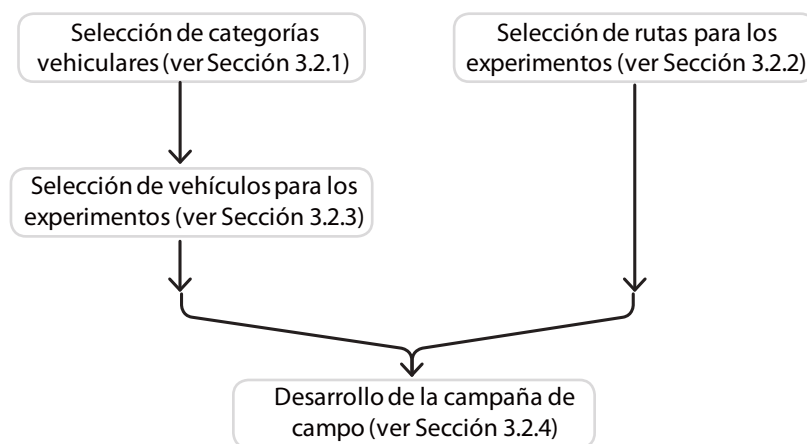 Selección de categorías
vehiculares (ver Sección 3.2.1)
Selección de rutas para los
experimentos (ver Sección 3.2.2)
Selección de vehículos para los
experimentos (ver Sección 3.2.3)
Desarrollo de la campaña de
campo (ver Sección 3.2.4)